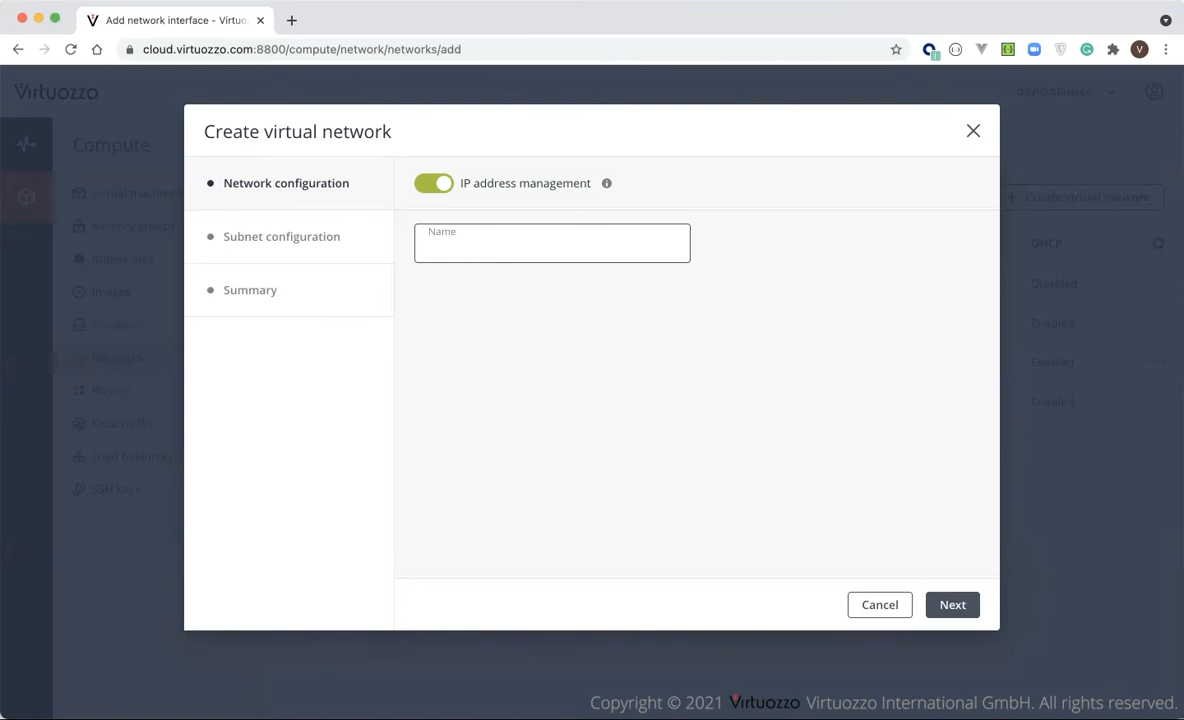 Add network interface - Virtuo
cloud.virtuozzo.com:8800/compute/network/networks/add
Virtuozzo
Compute
Virtual machines
Security groups
Kubernetes
Images
Volumes
Networks
Routers
Floating IPs
Load balancers
SSH keys
+ Create virtual network
DHCP
Disabled
Enabled
Enabled
Enabled
Create virtual network
Network configuration
Subnet configuration
Summary
IP address management
Name
Cancel
Next
Copyright © 2021 Virtuozzo Virtuozzo International GmbH. All rights reserved.